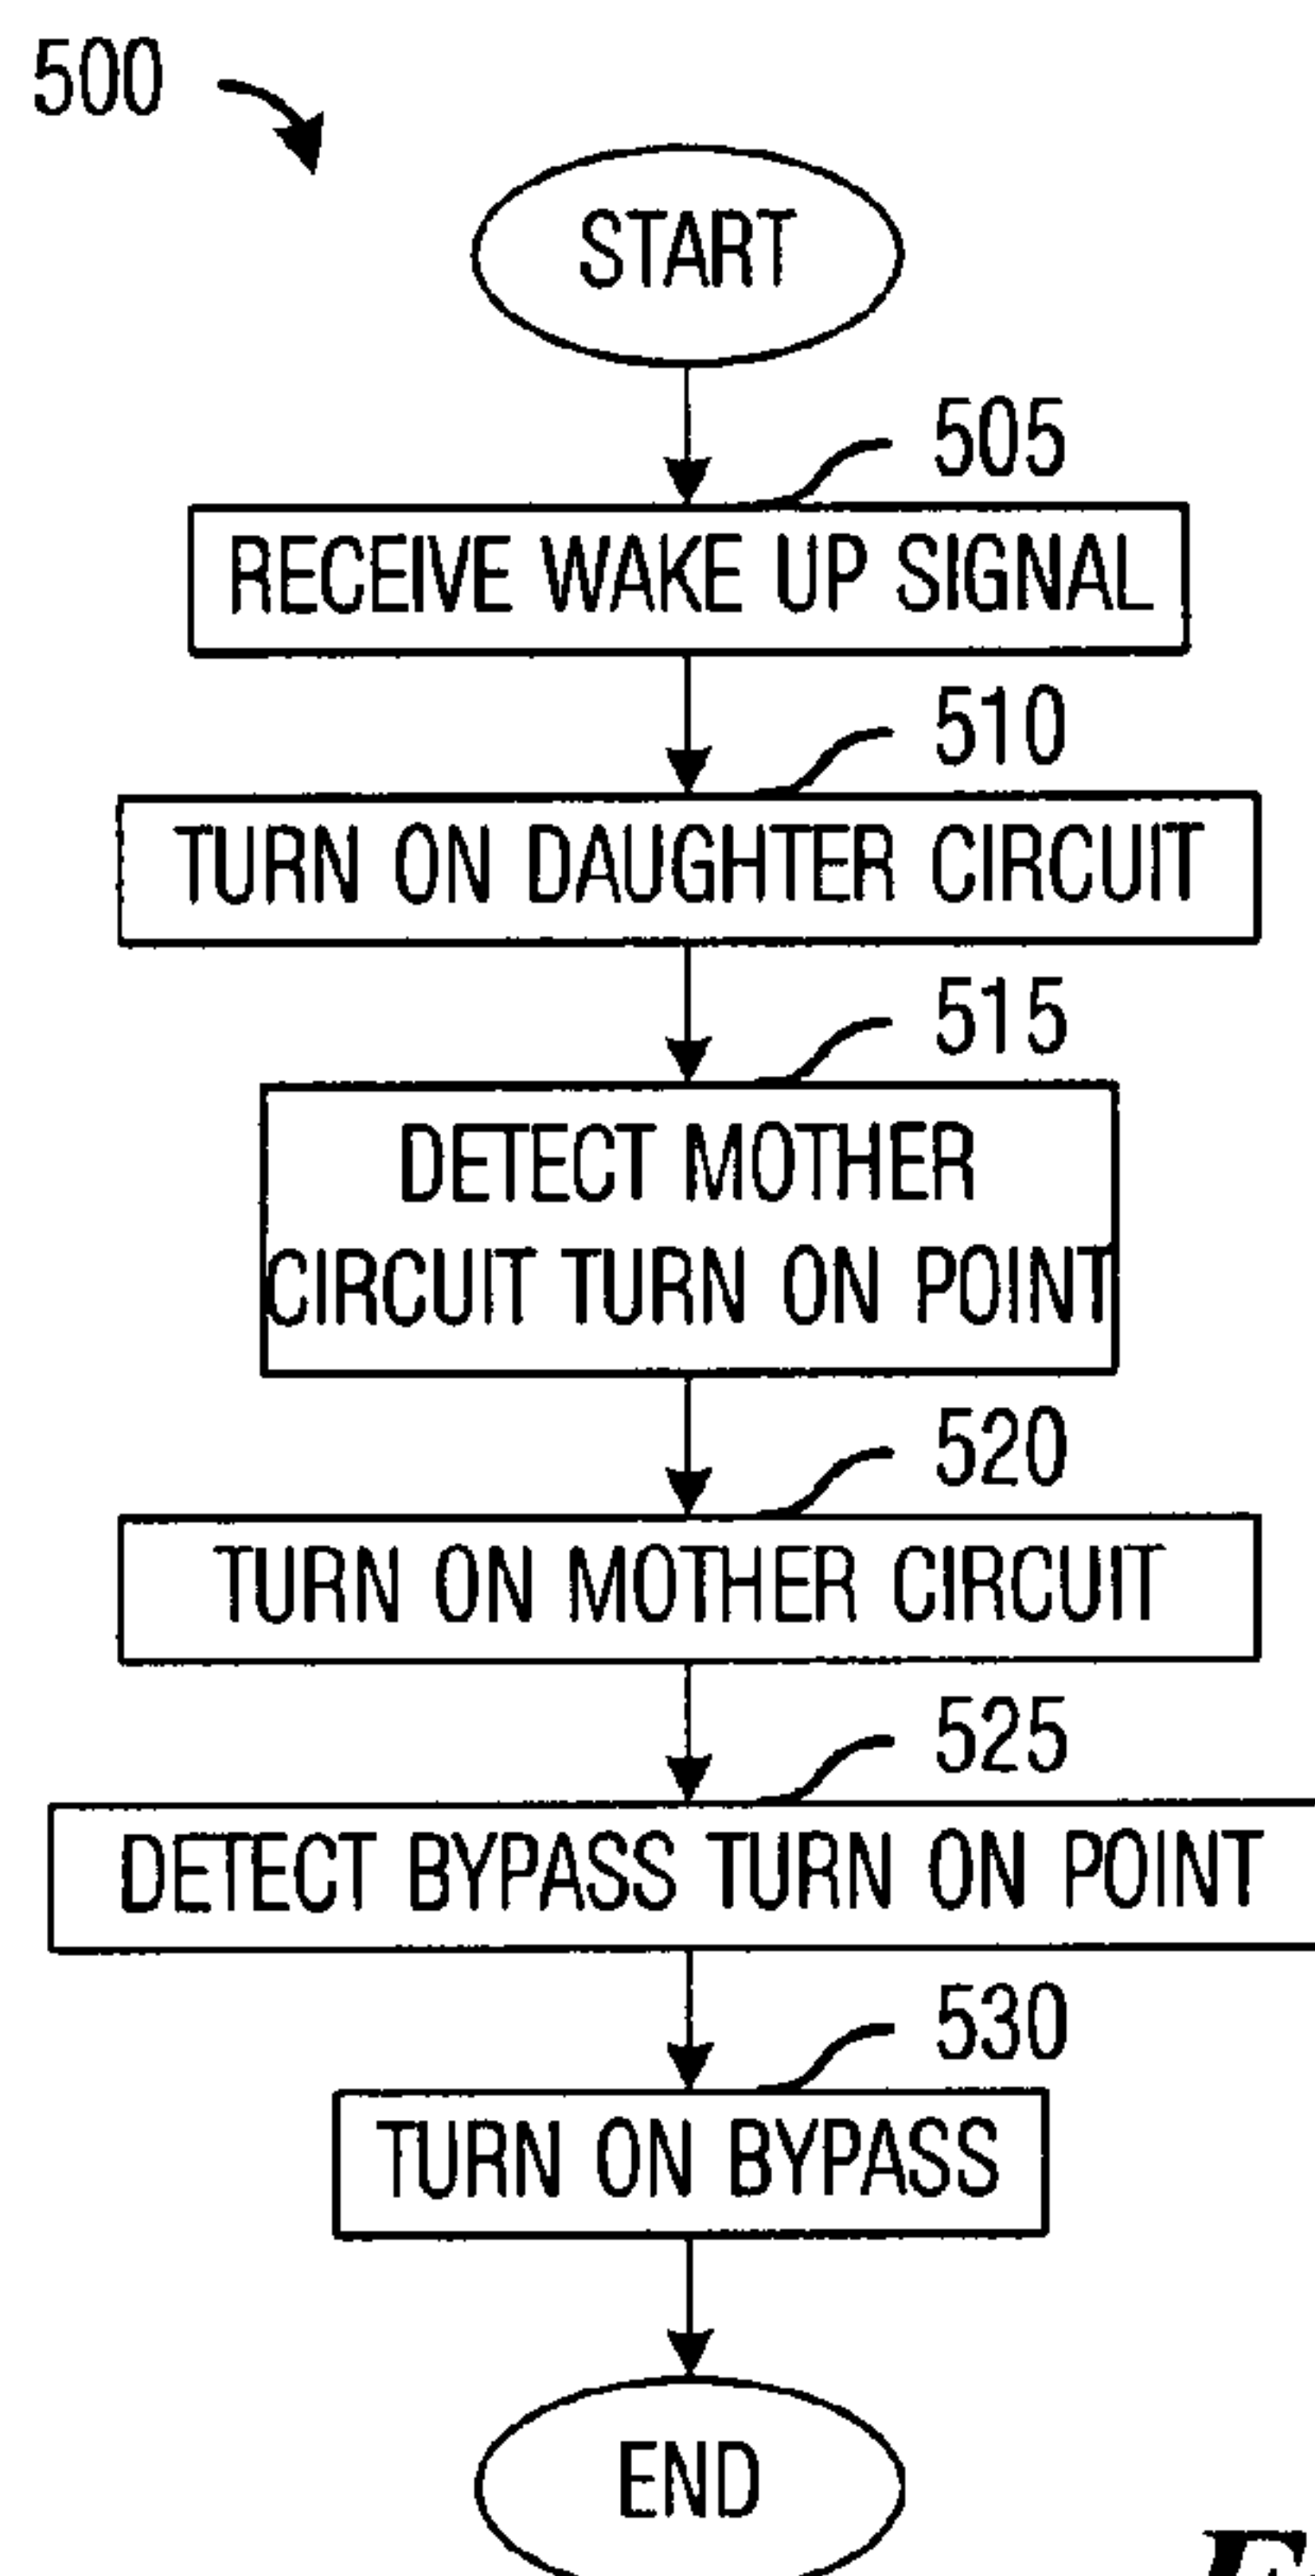 500
START
505
RECEIVE WAKE UP SIGNAL
510
TURN ON DAUGHTER CIRCUIT
515
DETECT MOTHER
CIRCUIT TURN ON POINT
520
TURN ON MOTHER CIRCUIT
525
DETECT BYPASS TURN ON POINT
530
TURN ON BYPASS
END